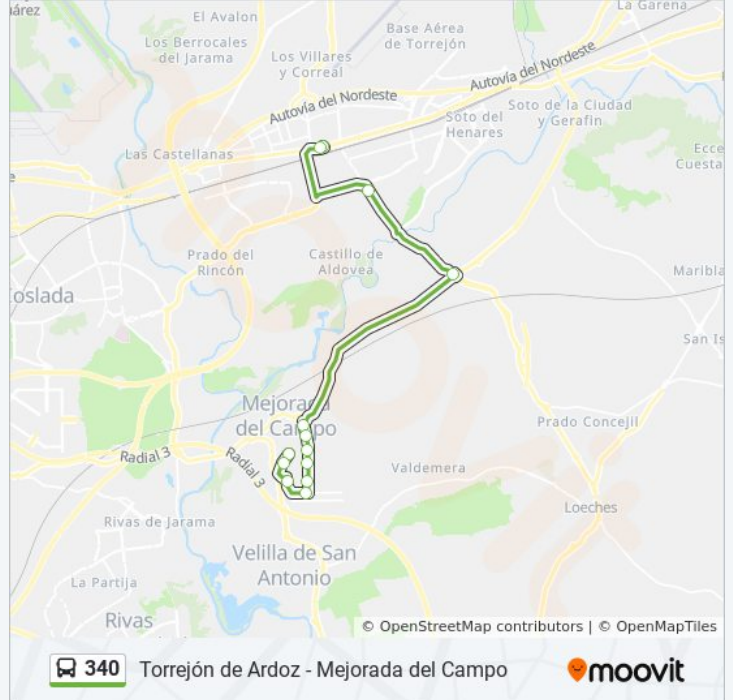 uárez
El Avalon
La Garena
Los Berrocales
del Jarama
Base Aérea
de Torrejón
Los Villares
y Correal
Autovía del Nordeste
Autovía del Nordeste
Soto del
Henares
Soto de la Ciudad
y Gerafin
Las Castellanas
Ecce
Cuesta
e
Prado del
Rincón
Castillo de
Aldovea
Maribla
oslada
San Is
Mejorada
del Campo
Prado Concejil
Radial 3
Radial 3
Valdemera
Loeches
Rivas de Jarama
Velilla de San
Antonio
La Partija
Rivas
© OpenStreetMap contributors | © OpenMapTiles
340 Torrejón de Ardoz - Mejorada del Campo
moovit